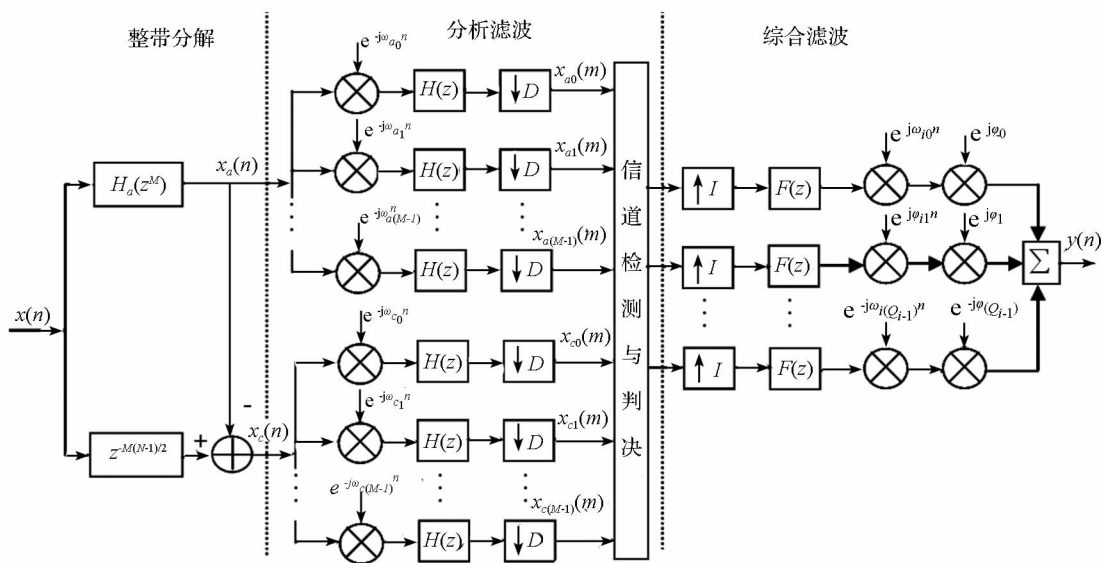 整带分解
分析滤波
综合滤波
e^{-jω_{a0}n}
H(z)
↓D
x_{a0}(m)
e^{-jω_{a1}n}
H(z)
↓D
x_{a1}(m)
e^{-jω_{a(M-1)}n}
H(z)
↓D
x_{a(M-1)}(m)
x(n)
H_a(z^M)
x_a(n)
z^{-M(N-1)/2}
-
+
x_c(n)
e^{-jω_{c0}n}
H(z)
↓D
x_{c0}(m)
e^{-jω_{c1}n}
H(z)
↓D
x_{c1}(m)
e^{-jω_{c(M-1)}n}
H(z)
↓D
x_{c(M-1)}(m)
信道检测与判决
↑I
F(z)
e^{jω_{i0}n}
e^{jφ_0}
↑I
F(z)
e^{jφ_{i1}n}
e^{jφ_1}
↑I
F(z)
e^{-jω_{i(Q_{i-1})}n}
e^{-jφ_{(Q_{i-1})}}
Σ
y(n)